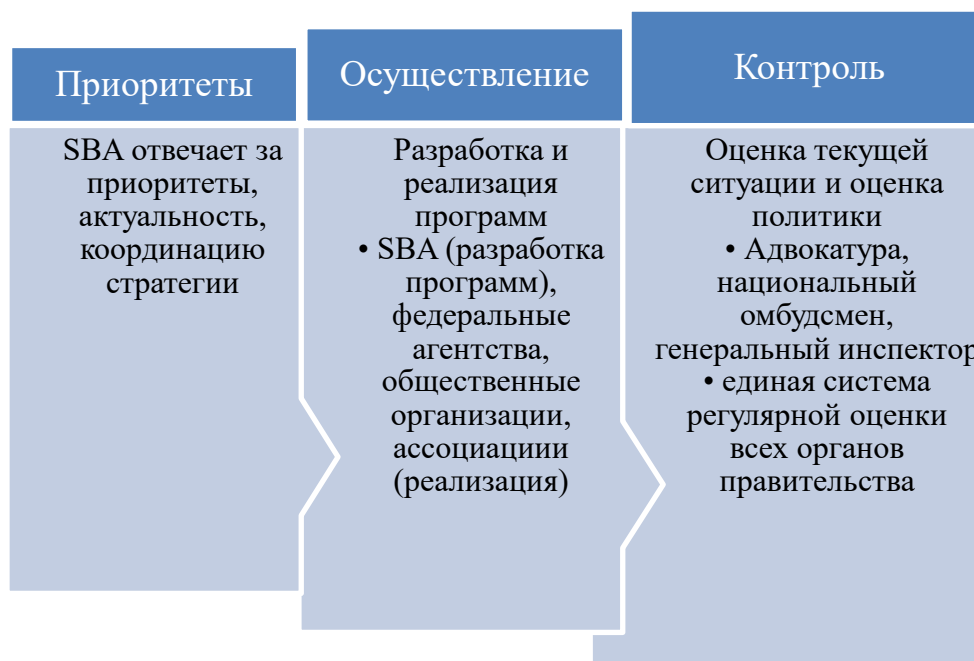 Приоритеты
SBA отвечает за
приоритеты,
актуальность,
координацию
стратегии
Осуществление
Разработка и
реализация
программ
• SBA (разработка
программ),
федеральные
агентства,
общественные
организации,
ассоциациии
(реализация)
Контроль
Оценка текущей
ситуации и оценка
политики
• Адвокатура,
национальный
омбудсмен,
генеральный инспектор
• единая система
регулярной оценки
всех органов
правительства